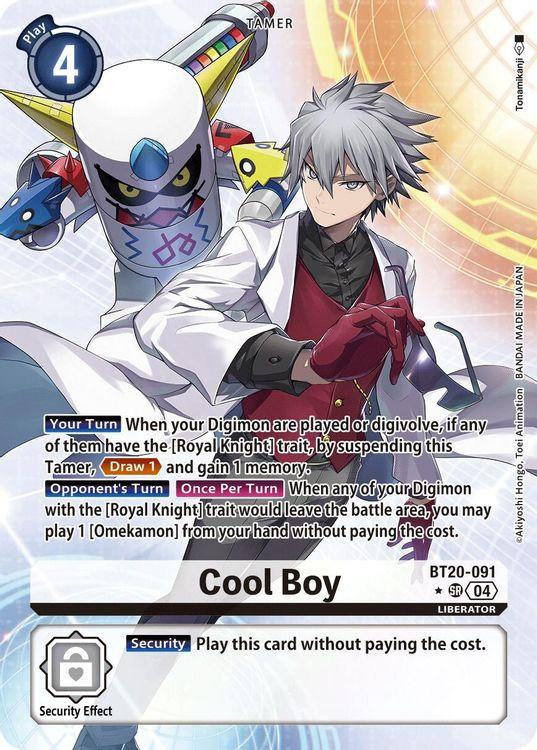 TAMER
Play
4
Tonamikanji
Your Turn When your Digimon are played or digivolve, if any
of them have the [Royal Knight] trait, by suspending this
Tamer, Draw 1 and gain 1 memory.
Opponent's Turn Once Per Turn When any of your Digimon
with the [Royal Knight] trait would leave the battle area, you may
play 1 [Omekamon] from your hand without paying the cost.
©Akiyoshi Hongo, Toei Animation BANDAI MADE IN JAPAN
Cool Boy
BT20-091
★ SR 04
LIBERATOR
Security Play this card without paying the cost.
Security Effect